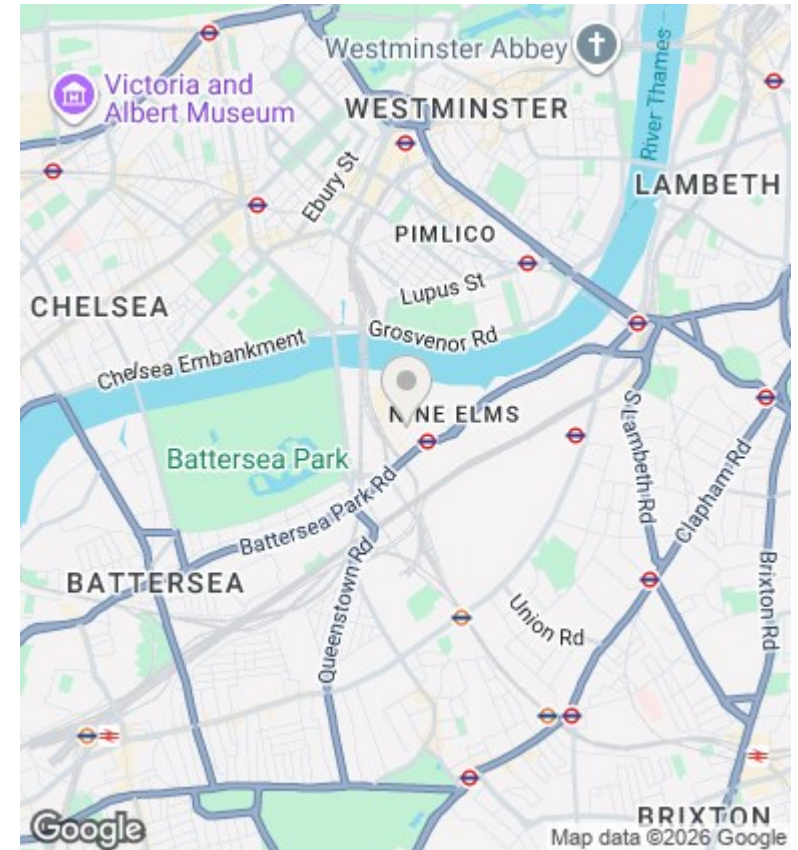 Westminster Abbey
Victoria and
Albert Museum
WESTMINSTER
River Thames
LAMBETH
Ebury St
PIMLICO
Lupus St
CHELSEA
Grosvenor Rd
Chelsea Embankment
NINE ELMS
Battersea Park
S Lambeth Rd
Clapham Rd
Battersea Park Rd
Queenstown Rd
Brixton Rd
BATTERSEA
Union Rd
BRIXTON
Google
Map data ©2026 Google